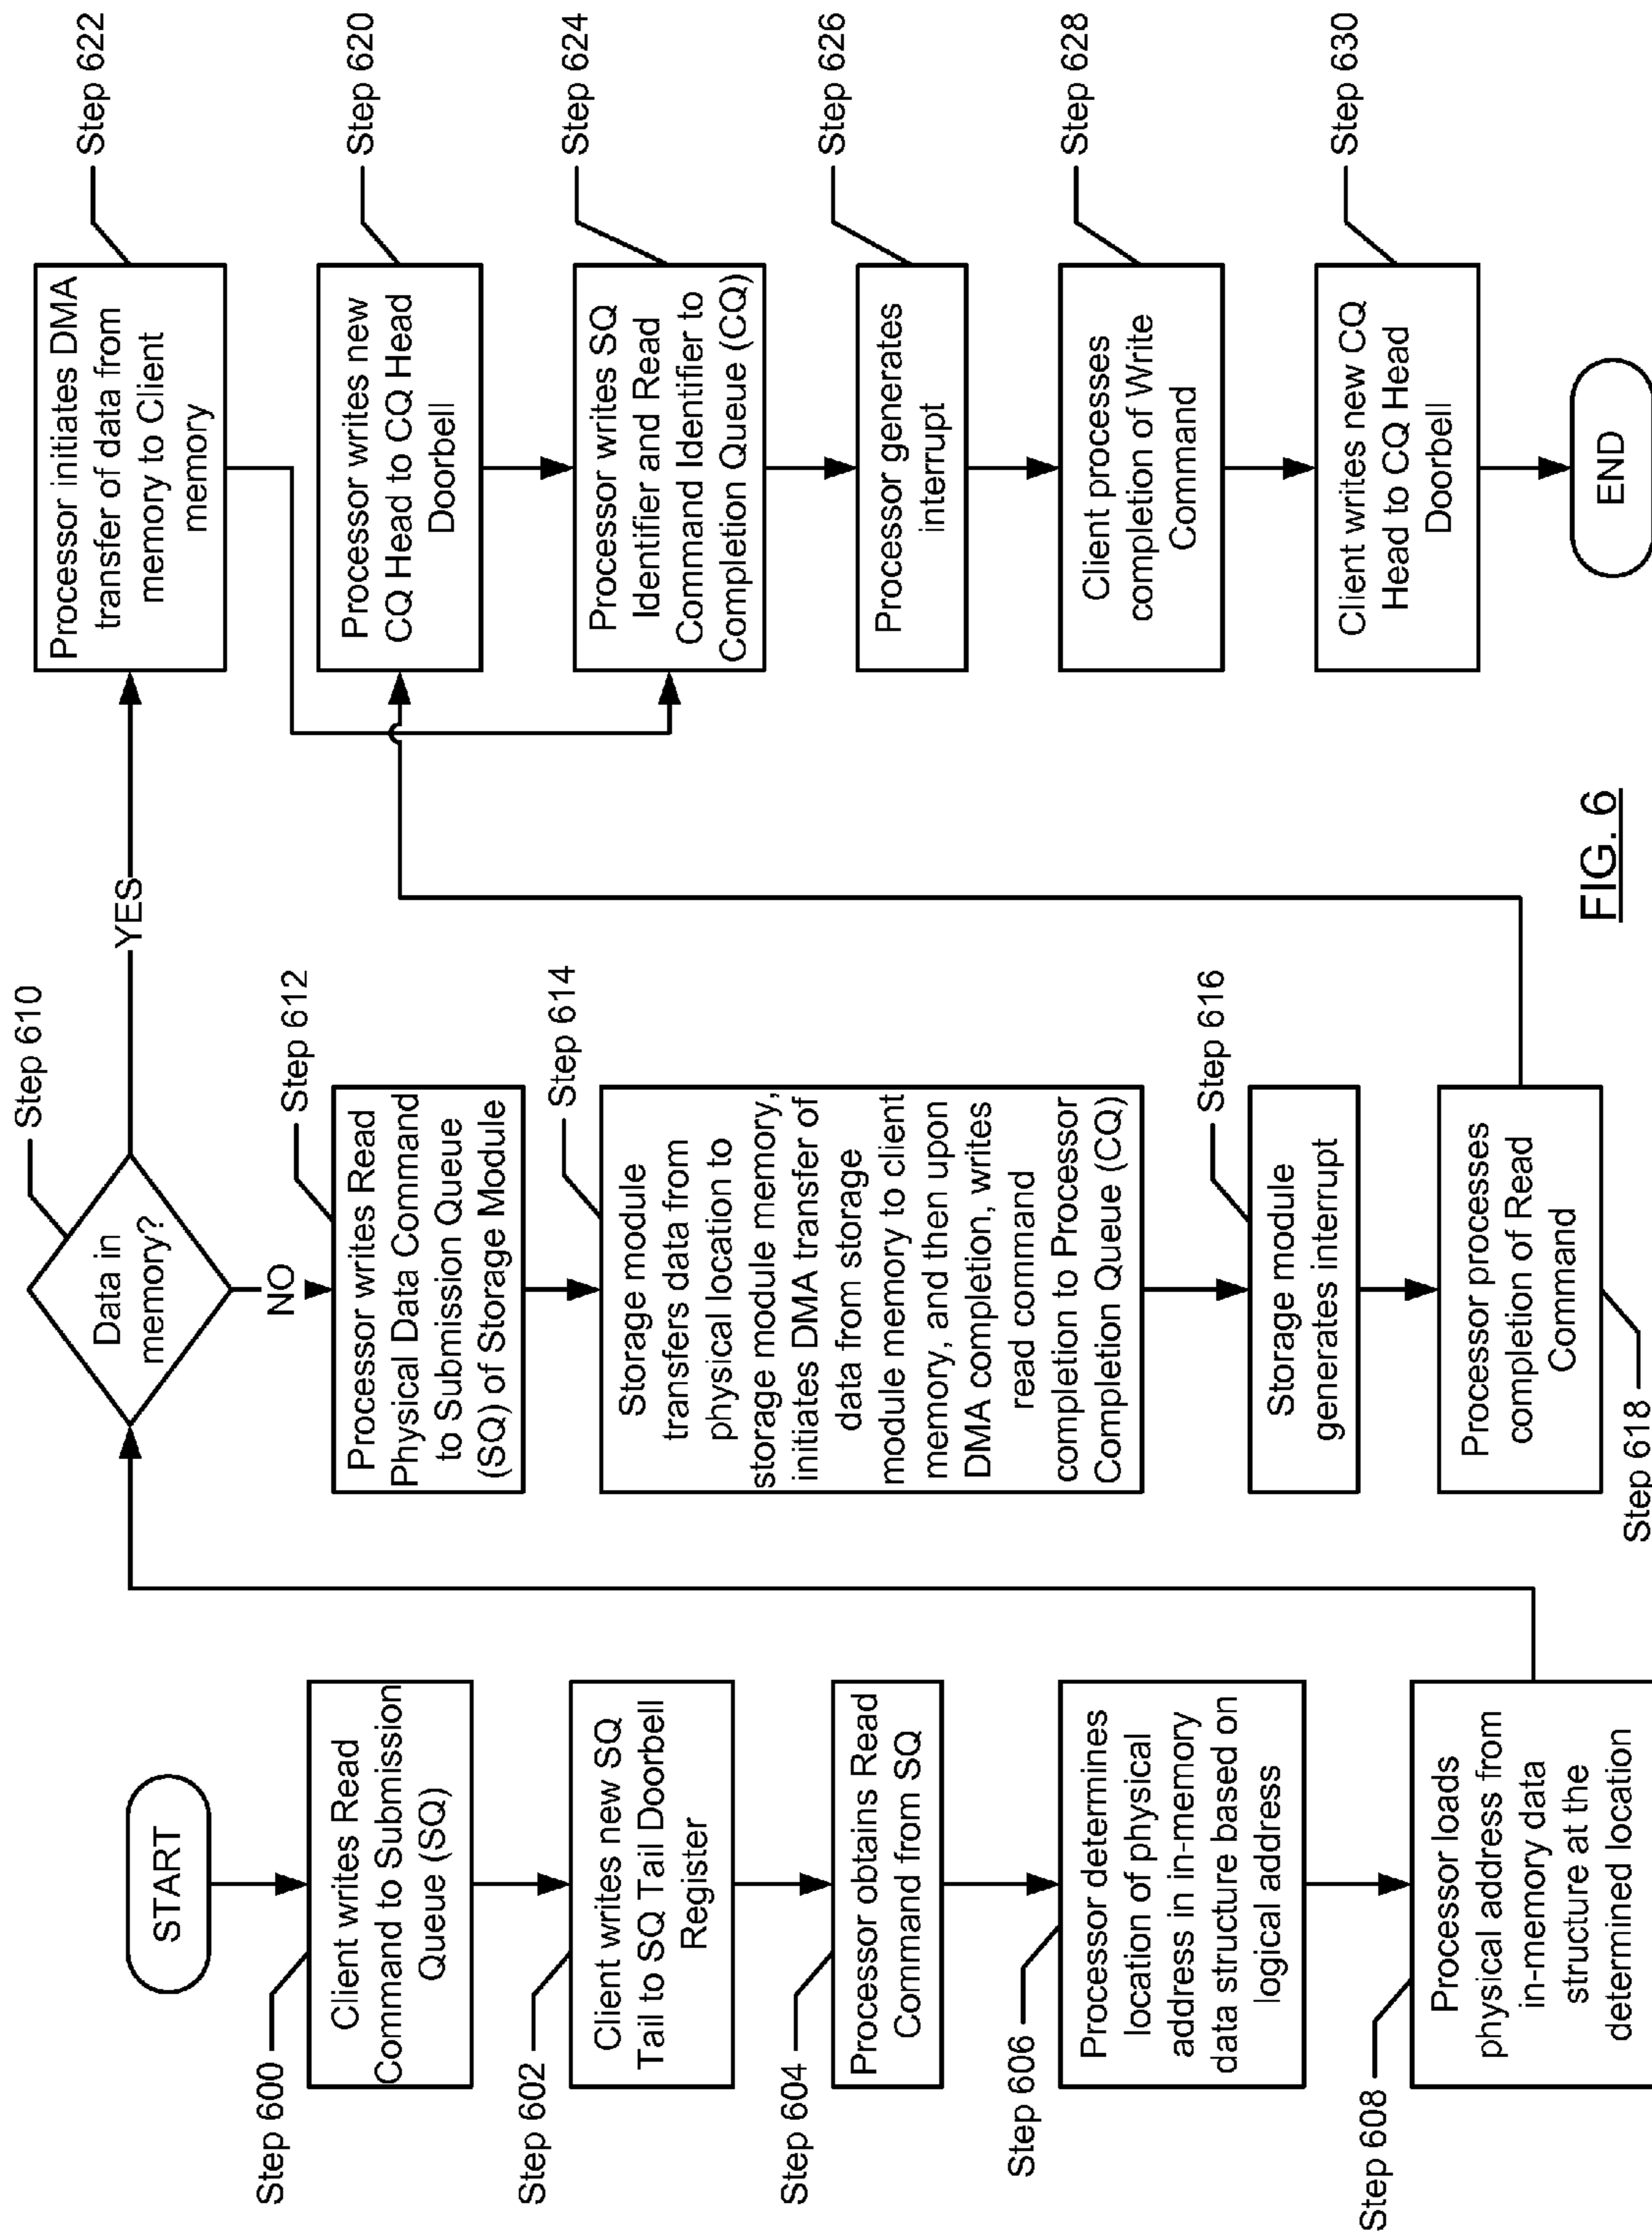 START
Step 600
Client writes Read
Command to Submission
Queue (SQ)
Step 602
Client writes new SQ
Tail to SQ Tail Doorbell
Register
Step 604
Processor obtains Read
Command from SQ
Step 606
Processor determines
location of physical
address in in-memory
data structure based on
logical address
Step 608
Processor loads
physical address from
in-memory data
structure at the
determined location
Step 610
Data in
memory?
YES
NO
Step 612
Processor writes Read
Physical Data Command
to Submission Queue
(SQ) of Storage Module
Step 614
Storage module
transfers data from
physical location to
storage module memory,
initiates DMA transfer of
data from storage
module memory to client
memory, and then upon
DMA completion, writes
read command
completion to Processor
Completion Queue (CQ)
Step 616
Storage module
generates interrupt
Processor processes
completion of Read
Command
Step 618
Step 622
Processor initiates DMA
transfer of data from
memory to Client
memory
Step 620
Processor writes new
CQ Head to CQ Head
Doorbell
Step 624
Processor writes SQ
Identifier and Read
Command Identifier to
Completion Queue (CQ)
Step 626
Processor generates
interrupt
Step 628
Client processes
completion of Write
Command
Step 630
Client writes new CQ
Head to CQ Head
Doorbell
END
FIG. 6